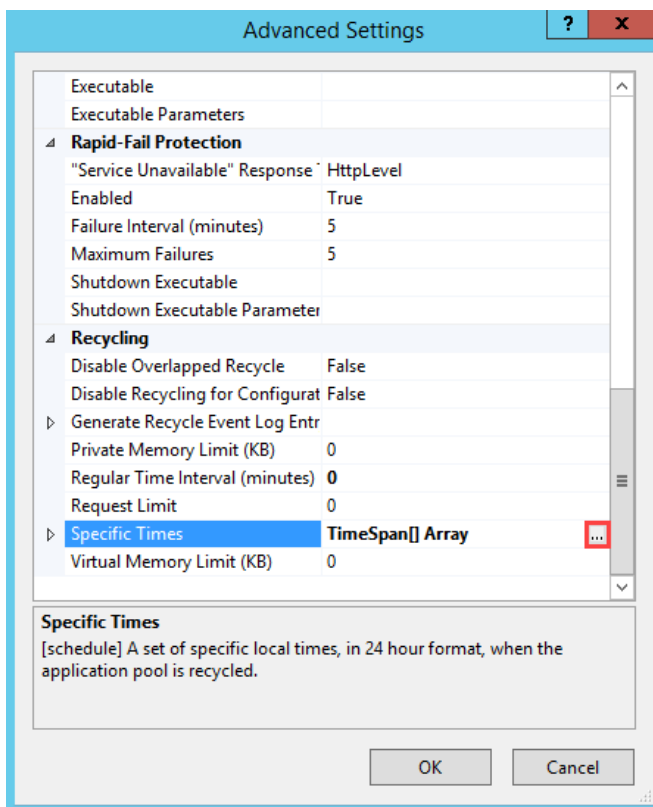 Advanced Settings ? x
Executable
Executable Parameters
Rapid-Fail Protection
"Service Unavailable" Response T HttpLevel
Enabled True
Failure Interval (minutes) 5
Maximum Failures 5
Shutdown Executable
Shutdown Executable Parameter
Recycling
Disable Overlapped Recycle False
Disable Recycling for Configurat False
Generate Recycle Event Log Entr
Private Memory Limit (KB) 0
Regular Time Interval (minutes) 0
Request Limit 0
Specific Times TimeSpan[] Array ...
Virtual Memory Limit (KB) 0
Specific Times
[schedule] A set of specific local times, in 24 hour format, when the
application pool is recycled.
OK Cancel